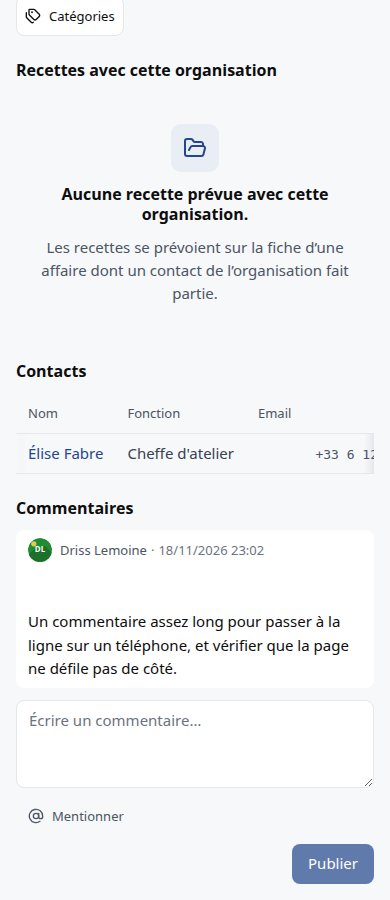 Catégories
Recettes avec cette organisation
Aucune recette prévue avec cette
organisation.
Les recettes se prévoient sur la fiche d’une
affaire dont un contact de l’organisation fait
partie.
Contacts
Nom Fonction Email
Élise Fabre Cheffe d'atelier +33 6 12
Commentaires
DL Driss Lemoine · 18/11/2026 23:02
Un commentaire assez long pour passer à la
ligne sur un téléphone, et vérifier que la page
ne défile pas de côté.
Écrire un commentaire…
Mentionner
Publier